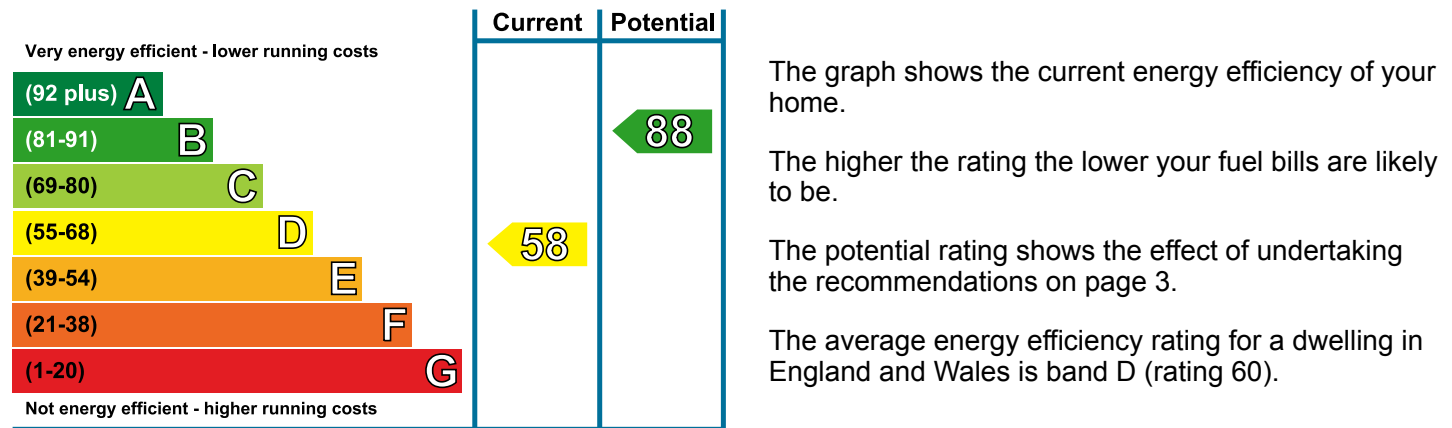 Current Potential
Very energy efficient - lower running costs
(92 plus) A
(81-91) B
(69-80) C
(55-68) D
(39-54) E
(21-38) F
(1-20) G
Not energy efficient - higher running costs
88
58
The graph shows the current energy efficiency of your
home.
The higher the rating the lower your fuel bills are likely
to be.
The potential rating shows the effect of undertaking
the recommendations on page 3.
The average energy efficiency rating for a dwelling in
England and Wales is band D (rating 60).